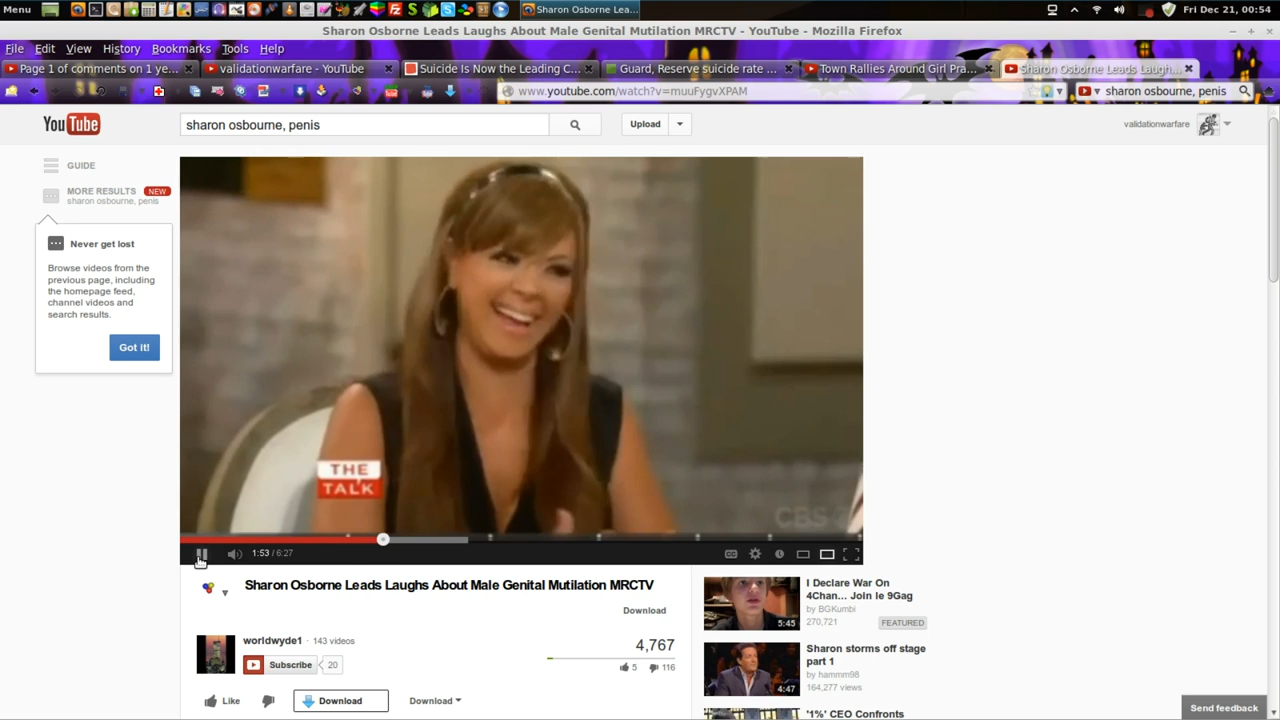 Menu
Sharon Osborne Lea...
Fri Dec 21, 00:54
Sharon Osborne Leads Laughs About Male Genital Mutilation MRCTV - YouTube - Mozilla Firefox
File Edit View History Bookmarks Tools Help
Page 1 of comments on 1 ye...
validationwarfare - YouTube
Suicide Is Now the Leading C...
Guard, Reserve suicide rate ...
Town Rallies Around Girl Pra...
Sharon Osborne Leads Laugh...
www.youtube.com/watch?v=muuFygvXPAM
sharon osbourne, penis
YouTube
sharon osbourne, penis
Upload
validationwarfare
GUIDE
MORE RESULTS NEW
sharon osbourne, penis
Never get lost
Browse videos from the
previous page, including
the homepage feed,
channel videos and
search results.
Got it!
THE
TALK
CBS
1:53 / 6:27
Sharon Osborne Leads Laughs About Male Genital Mutilation MRCTV
Download
worldwyde1 · 143 videos
4,767
Subscribe 20
5 116
Like
Download
Download
I Declare War On
4Chan... Join le 9Gag
by BGKumbi
270,721
FEATURED
5:45
Sharon storms off stage
part 1
by hammm98
164,277 views
4:47
'1%' CEO Confronts
Send feedback